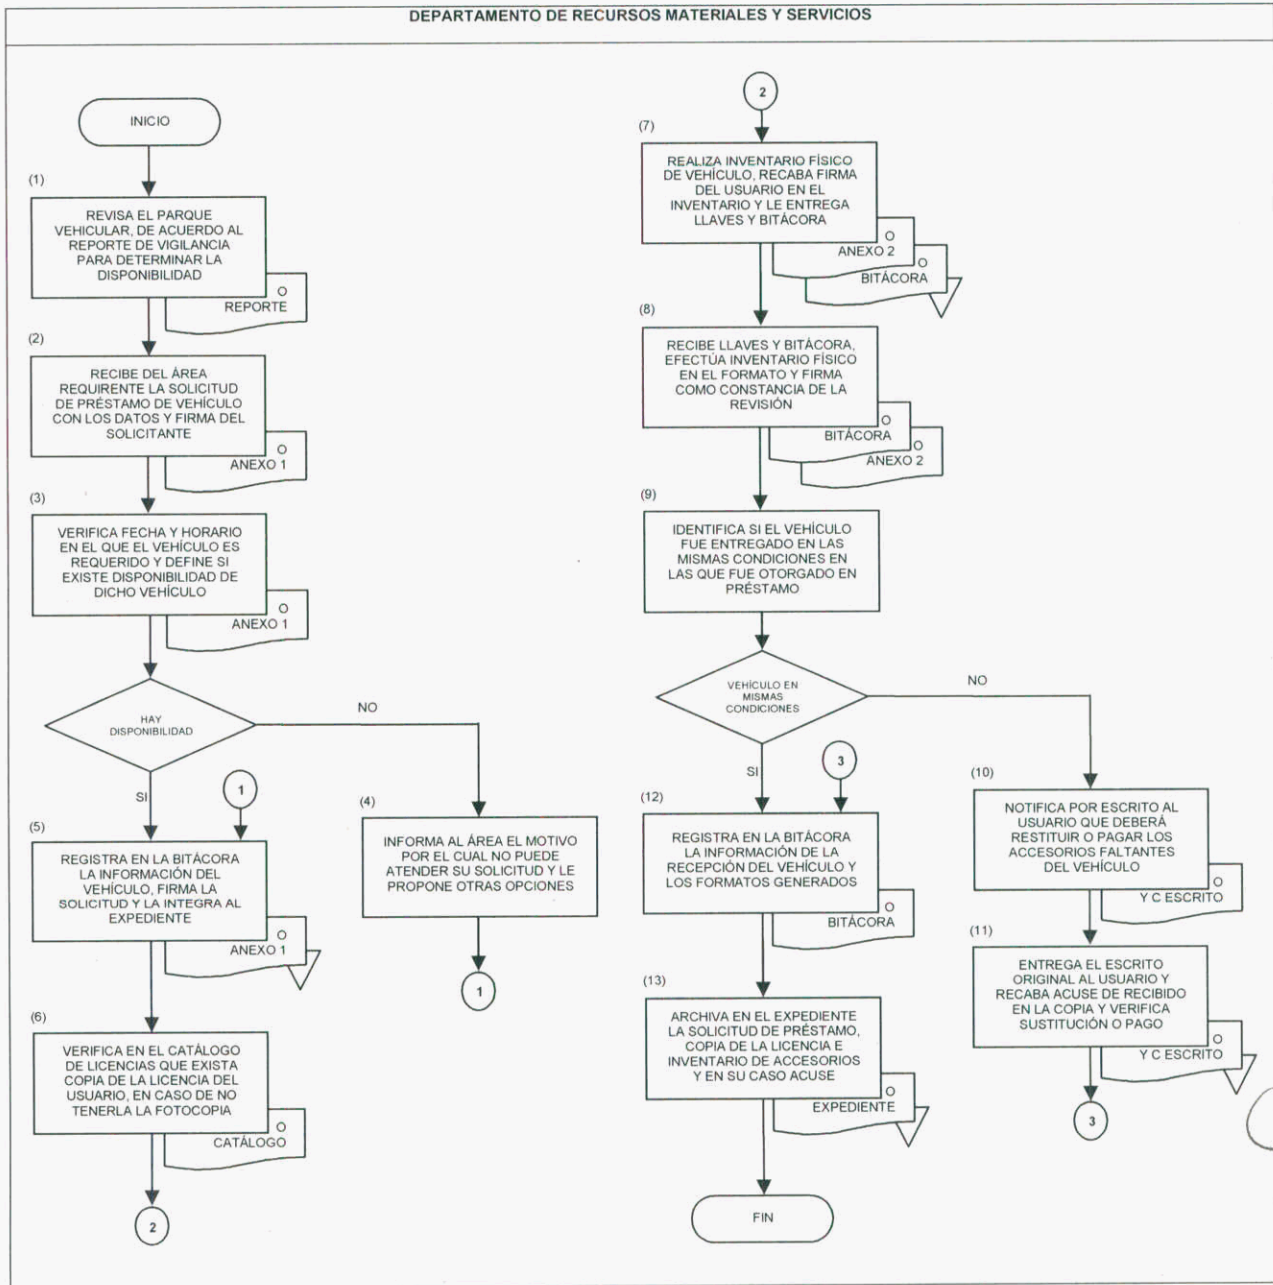 DEPARTAMENTO DE RECURSOS MATERIALES Y SERVICIOS
INICIO
(1)
REVISA EL PARQUE
VEHICULAR, DE ACUERDO AL
REPORTE DE VIGILANCIA
PARA DETERMINAR LA
DISPONIBILIDAD
O
REPORTE
(2)
RECIBE DEL ÁREA
REQUIRENTE LA SOLICITUD
DE PRÉSTAMO DE VEHÍCULO
CON LOS DATOS Y FIRMA DEL
SOLICITANTE
O
ANEXO 1
(3)
VERIFICA FECHA Y HORARIO
EN EL QUE EL VEHÍCULO ES
REQUERIDO Y DEFINE SI
EXISTE DISPONIBILIDAD DE
DICHO VEHÍCULO
O
ANEXO 1
HAY
DISPONIBILIDAD
NO
SI
1
(4)
INFORMA AL ÁREA EL MOTIVO
POR EL CUAL NO PUEDE
ATENDER SU SOLICITUD Y LE
PROPONE OTRAS OPCIONES
1
(5)
REGISTRA EN LA BITÁCORA
LA INFORMACIÓN DEL
VEHÍCULO, FIRMA LA
SOLICITUD Y LA INTEGRA AL
EXPEDIENTE
O
ANEXO 1
(6)
VERIFICA EN EL CATÁLOGO
DE LICENCIAS QUE EXISTA
COPIA DE LA LICENCIA DEL
USUARIO, EN CASO DE NO
TENERLA LA FOTOCOPIA
O
CATÁLOGO
2
2
(7)
REALIZA INVENTARIO FÍSICO
DE VEHÍCULO, RECABA FIRMA
DEL USUARIO EN EL
INVENTARIO Y LE ENTREGA
LLAVES Y BITÁCORA
O
ANEXO 2
O
BITÁCORA
(8)
RECIBE LLAVES Y BITÁCORA,
EFECTÚA INVENTARIO FÍSICO
EN EL FORMATO Y FIRMA
COMO CONSTANCIA DE LA
REVISIÓN
O
BITÁCORA
O
ANEXO 2
(9)
IDENTIFICA SI EL VEHÍCULO
FUE ENTREGADO EN LAS
MISMAS CONDICIONES EN
LAS QUE FUE OTORGADO EN
PRÉSTAMO
VEHÍCULO EN
MISMAS
CONDICIONES
NO
SI
3
(10)
NOTIFICA POR ESCRITO AL
USUARIO QUE DEBERÁ
RESTITUIR O PAGAR LOS
ACCESORIOS FALTANTES
DEL VEHÍCULO
O
Y C ESCRITO
(11)
ENTREGA EL ESCRITO
ORIGINAL AL USUARIO Y
RECABA ACUSE DE RECIBIDO
EN LA COPIA Y VERIFICA
SUSTITUCIÓN O PAGO
O
Y C ESCRITO
3
(12)
REGISTRA EN LA BITÁCORA
LA INFORMACIÓN DE LA
RECEPCIÓN DEL VEHÍCULO Y
LOS FORMATOS GENERADOS
O
BITÁCORA
(13)
ARCHIVA EN EL EXPEDIENTE
LA SOLICITUD DE PRÉSTAMO,
COPIA DE LA LICENCIA E
INVENTARIO DE ACCESORIOS
Y EN SU CASO ACUSE
O
EXPEDIENTE
FIN